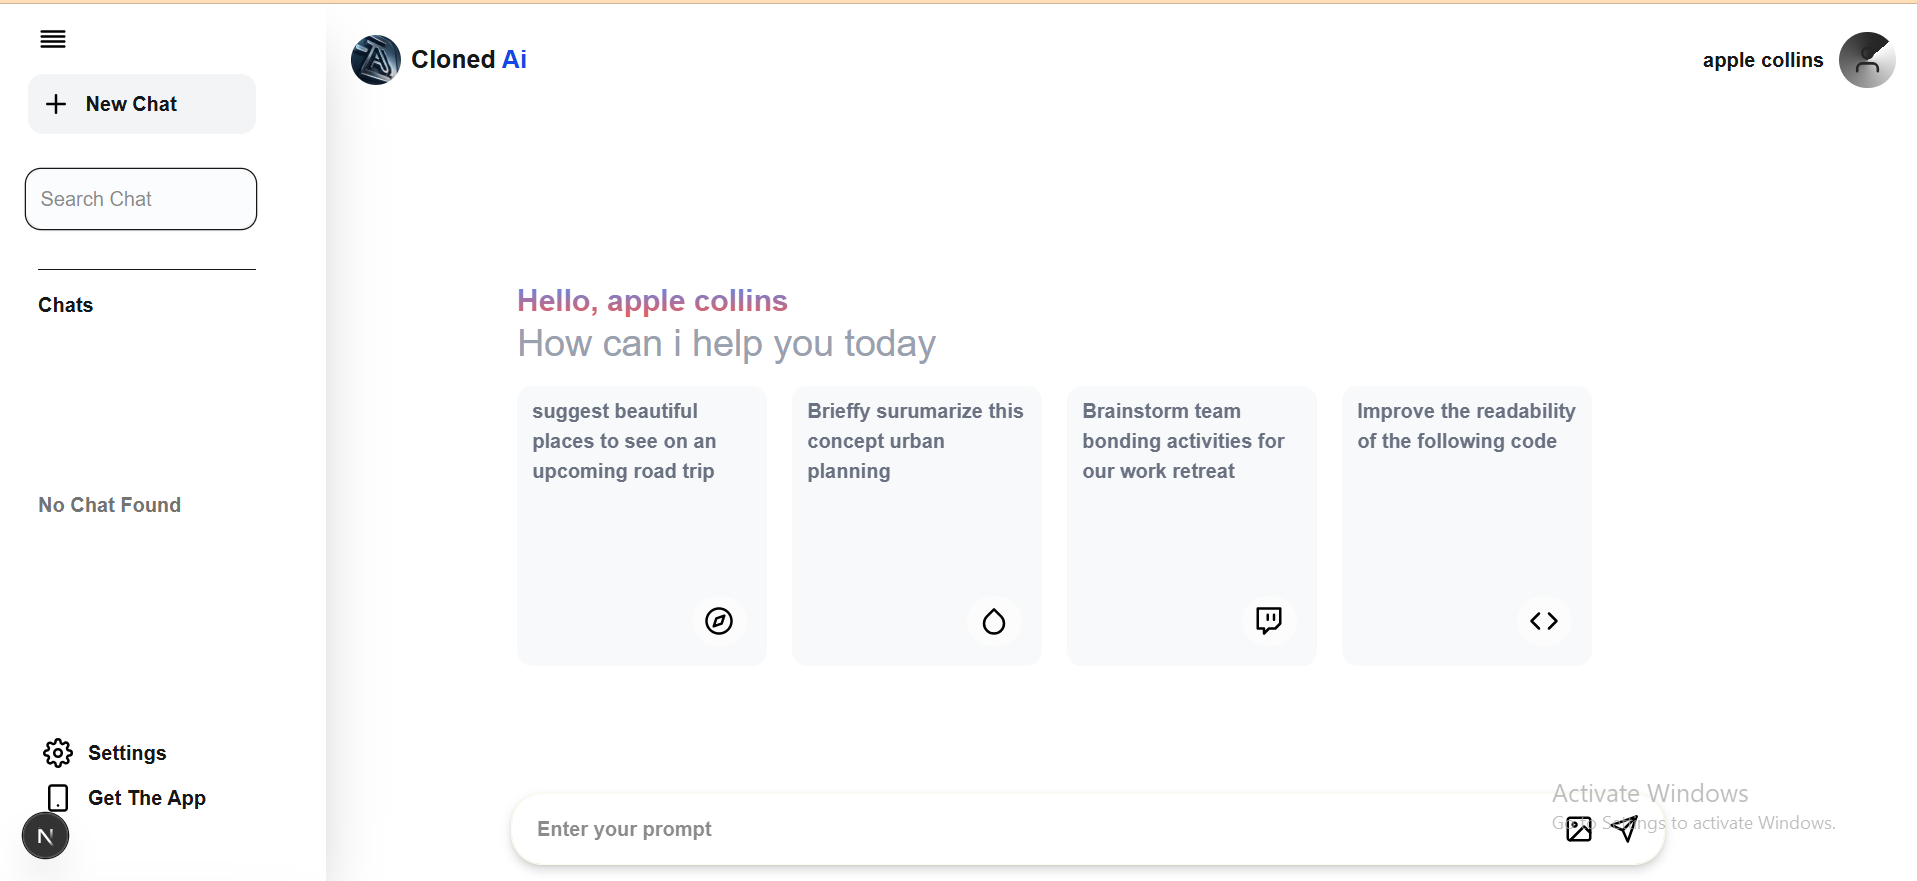 New Chat
Search Chat
Chats
No Chat Found
Settings
Get The App
N
Cloned Ai
apple collins
Hello, apple collins
How can i help you today
suggest beautiful
places to see on an
upcoming road trip
Brieffy surumarize this
concept urban
planning
Brainstorm team
bonding activities for
our work retreat
Improve the readability
of the following code
Enter your prompt
Activate Windows
Go to Settings to activate Windows.